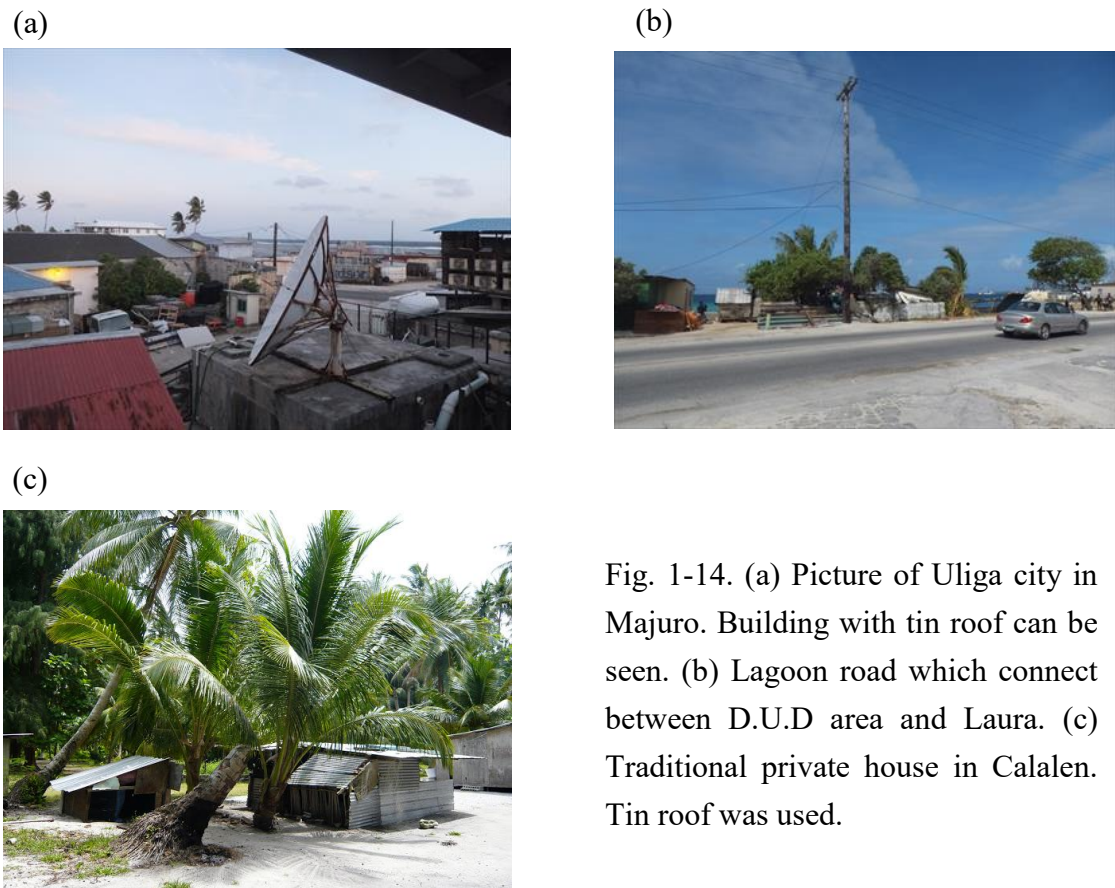 (a)
(b)
(c)
Fig. 1-14. (a) Picture of Uliga city in
Majuro. Building with tin roof can be
seen. (b) Lagoon road which connect
between D.U.D area and Laura. (c)
Traditional private house in Calalen.
Tin roof was used.